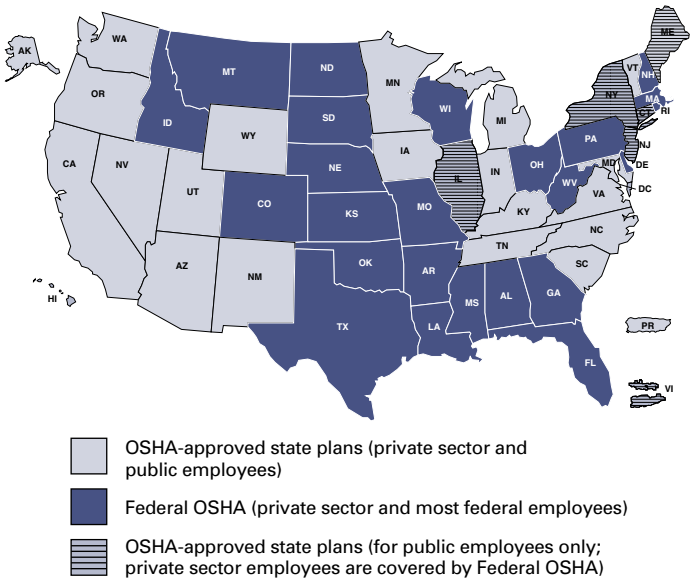 AK
WA
ME
MT
ND
VT
NH
MN
OR
NY
MA
WI
ID
SD
CT
RI
WY
MI
PA
NJ
IA
NE
CA
NV
IL
IN
OH
MD
DE
UT
CO
WV
DC
KS
MO
VA
KY
NC
TN
AZ
OK
NM
AR
SC
HI
MS
AL
GA
TX
LA
PR
FL
VI
OSHA-approved state plans (private sector and
public employees)
Federal OSHA (private sector and most federal employees)
OSHA-approved state plans (for public employees only;
private sector employees are covered by Federal OSHA)